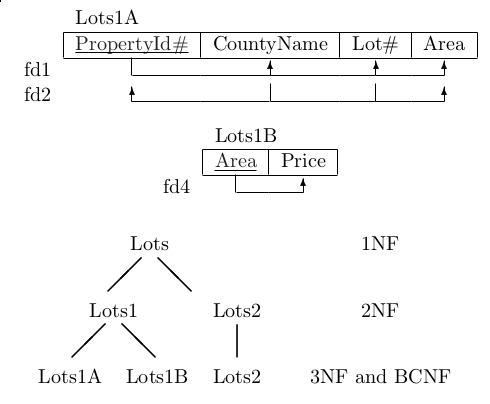 Lots1A
PropertyId# CountyName Lot# Area
fd1
fd2
Lots1B
Area Price
fd4
Lots 1NF
Lots1 Lots2 2NF
Lots1A Lots1B Lots2 3NF and BCNF